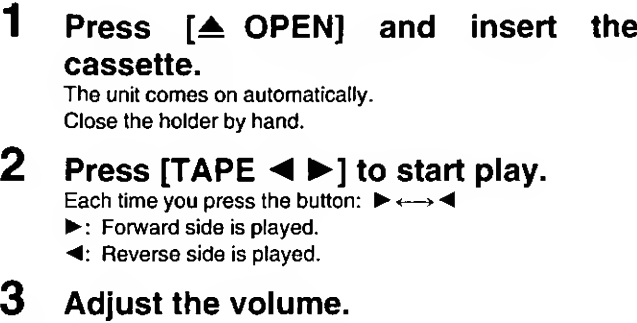 1 Press [⏏ OPEN] and insert the
cassette.
The unit comes on automatically.
Close the holder by hand.
2 Press [TAPE ◀ ▶] to start play.
Each time you press the button: ▶ ⟷ ◀
▶: Forward side is played.
◀: Reverse side is played.
3 Adjust the volume.